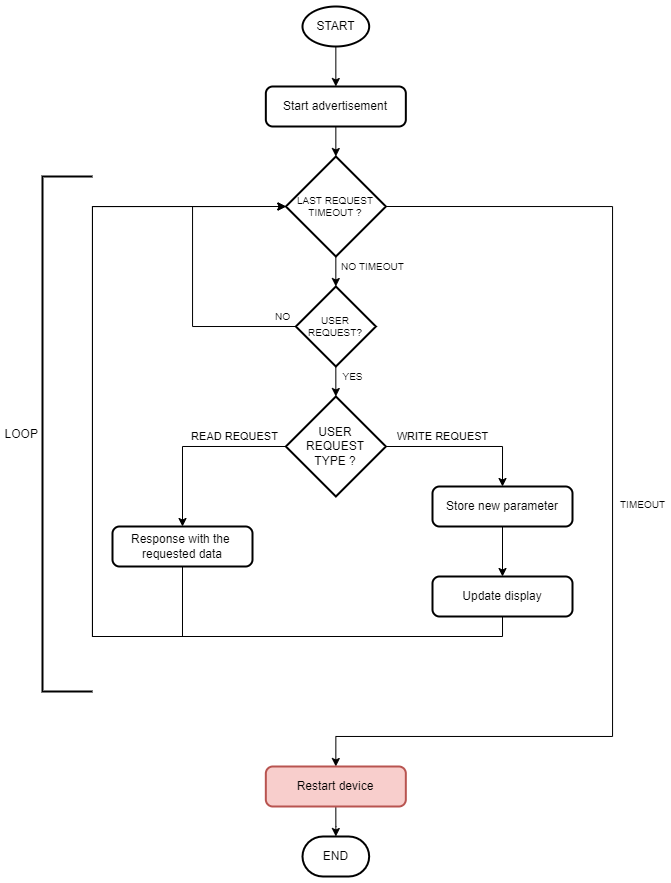 START
Start advertisement
LAST REQUEST
TIMEOUT ?
NO TIMEOUT
NO
USER
REQUEST?
YES
LOOP
READ REQUEST
USER
REQUEST
TYPE ?
WRITE REQUEST
Store new parameter
TIMEOUT
Response with the
requested data
Update display
Restart device
END